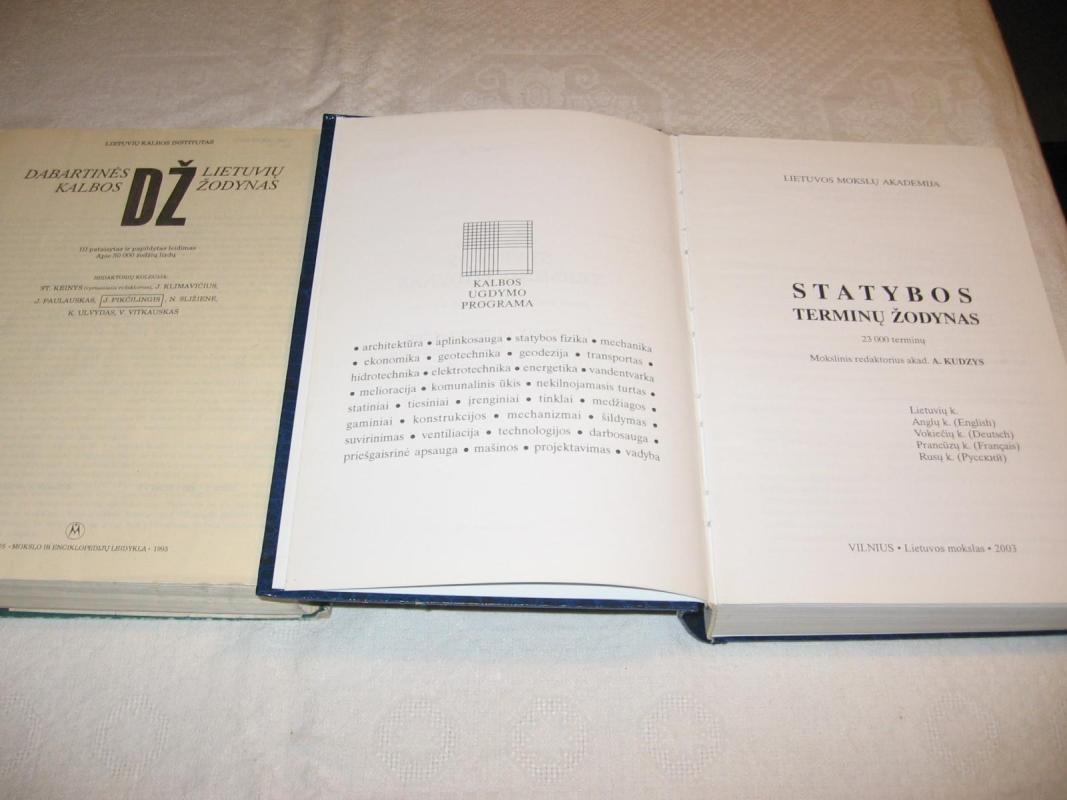 LIETUVIŲ KALBOS INSTITUTAS
DABARTINĖS DŽ LIETUVIŲ
KALBOS ŽODYNAS
III pataisytas ir papildytas leidimas
Apie 50 000 žodžių lizdų
REDAKTORIŲ KOLEGIJA:
ST. KEINYS (vyriausiasis redaktorius), J. KLIMAVIČIUS,
J. PAULAUSKAS, J. PIKČILINGIS, N. SLIŽIENĖ,
K. ULVYDAS, V. VITKAUSKAS
• MOKSLO IR ENCIKLOPEDIJŲ LEIDYKLA • 1993
KALBOS
UGDYMO
PROGRAMA
• architektūra • aplinkosauga • statybos fizika • mechanika
• ekonomika • geotechnika • geodezija • transportas •
hidrotechnika • elektrotechnika • energetika • vandentvarka
• melioracija • komunalinis ūkis • nekilnojamasis turtas •
statiniai • tiesiniai • įrenginiai • tinklai • medžiagos •
gaminiai • konstrukcijos • mechanizmai • šildymas •
suvirinimas • ventiliacija • technologijos • darbosauga •
priešgaisrinė apsauga • mašinos • projektavimas • vadyba
LIETUVOS MOKSLŲ AKADEMIJA
STATYBOS
TERMINŲ ŽODYNAS
23 000 terminų
Mokslinis redaktorius akad. A. KUDZYS
Lietuvių k.
Anglų k. (English)
Vokiečių k. (Deutsch)
Prancūzų k. (Français)
Rusų k. (Русский)
VILNIUS • Lietuvos mokslas • 2003